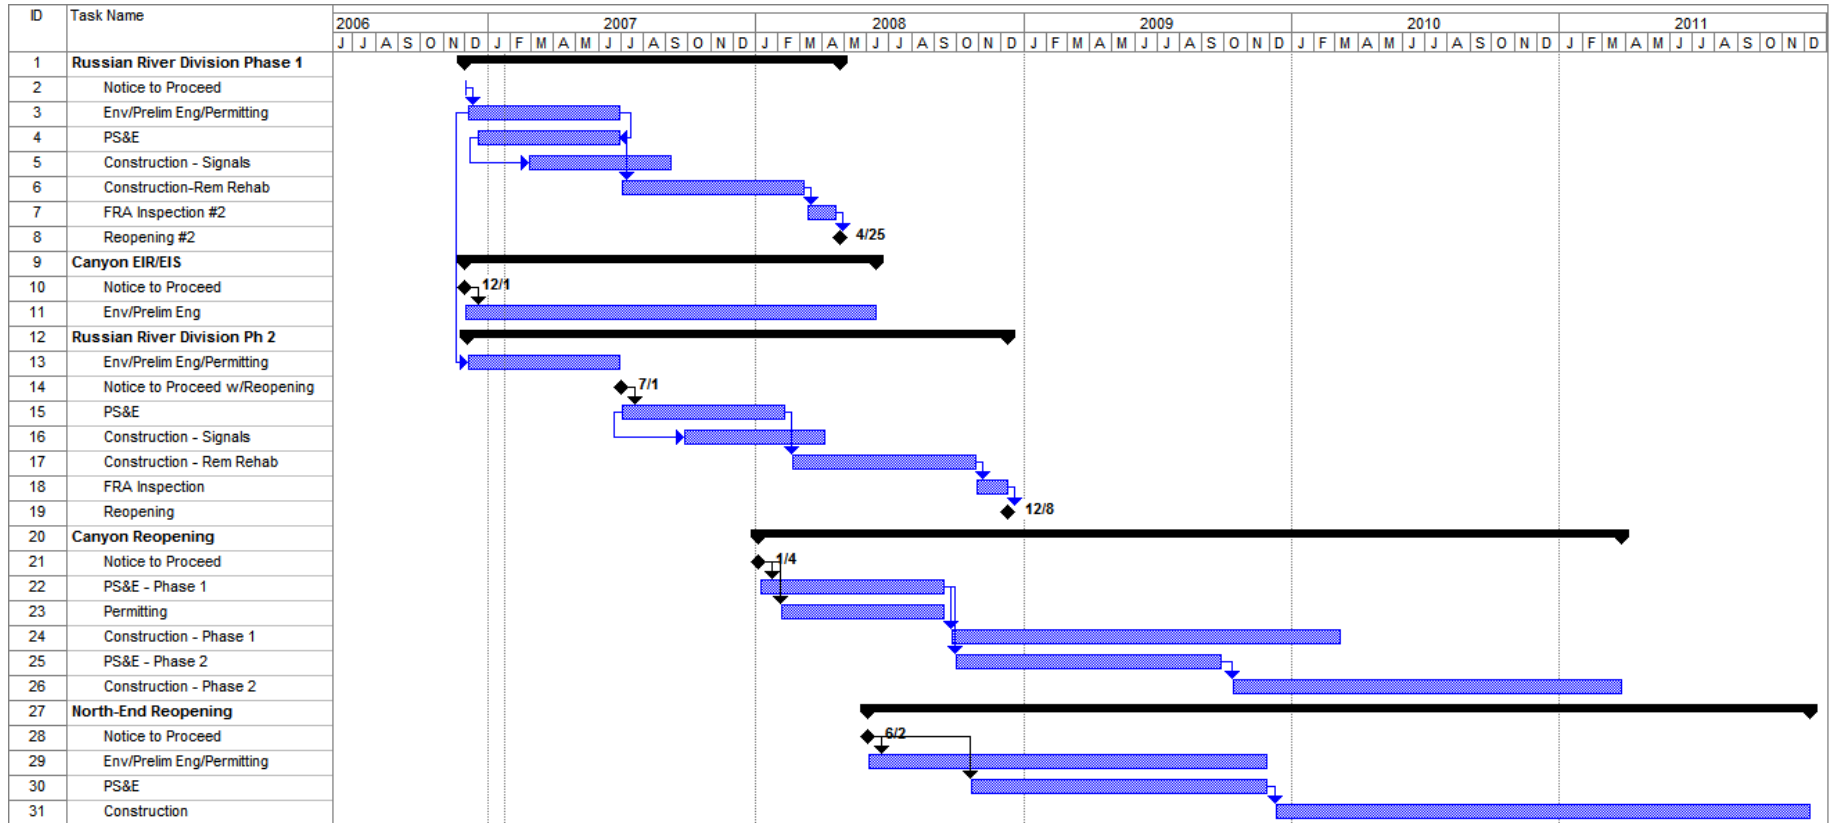 ID Task Name 2006 2007 2008 2009 2010 2011
J J A S O N D J F M A M J J A S O N D J F M A M J J A S O N D J F M A M J J A S O N D J F M A M J J A S O N D J F M A M J J A S O N D
1 Russian River Division Phase 1
2 Notice to Proceed
3 Env/Prelim Eng/Permitting
4 PS&E
5 Construction - Signals
6 Construction-Rem Rehab
7 FRA Inspection #2
8 Reopening #2 4/25
9 Canyon EIR/EIS
10 Notice to Proceed 12/1
11 Env/Prelim Eng
12 Russian River Division Ph 2
13 Env/Prelim Eng/Permitting
14 Notice to Proceed w/Reopening 7/1
15 PS&E
16 Construction - Signals
17 Construction - Rem Rehab
18 FRA Inspection
19 Reopening 12/8
20 Canyon Reopening
21 Notice to Proceed 1/4
22 PS&E - Phase 1
23 Permitting
24 Construction - Phase 1
25 PS&E - Phase 2
26 Construction - Phase 2
27 North-End Reopening
28 Notice to Proceed 6/2
29 Env/Prelim Eng/Permitting
30 PS&E
31 Construction